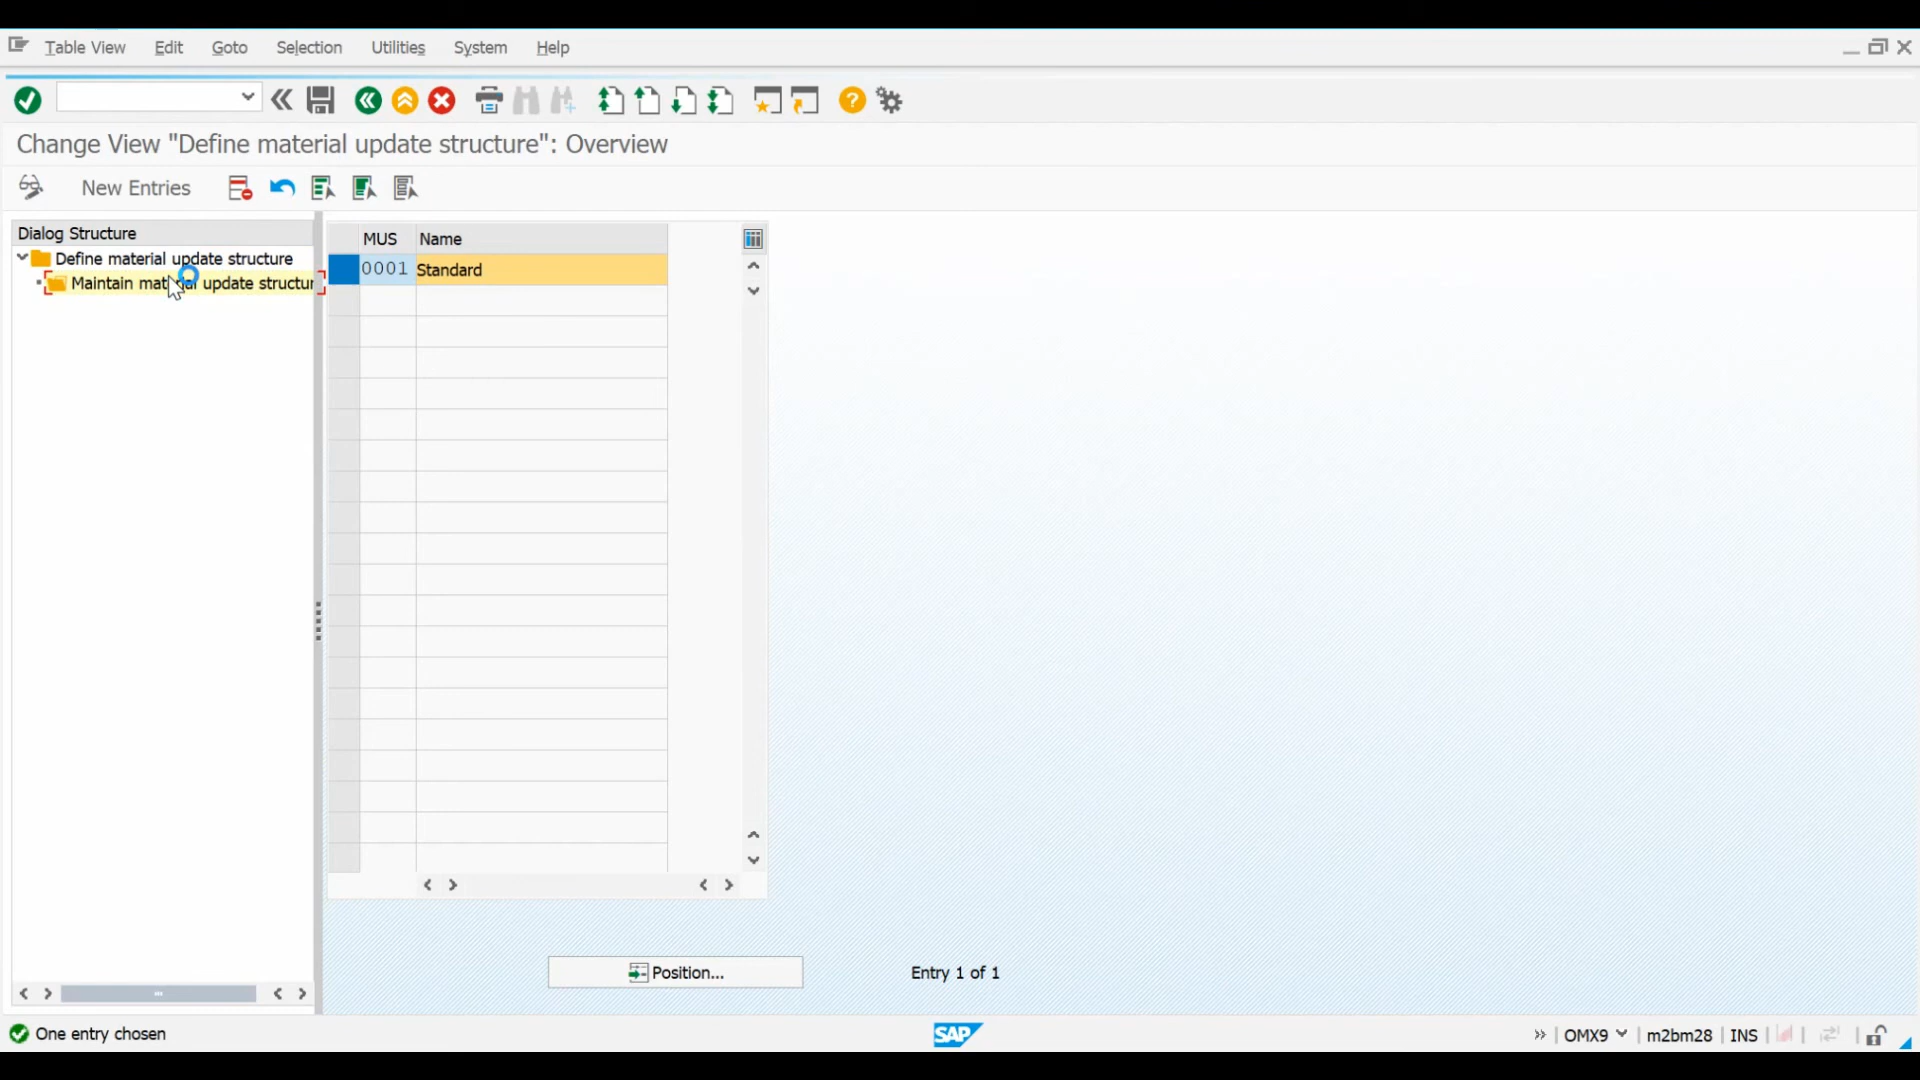 Table View Edit Goto Selection Utilities System Help
Change View "Define material update structure": Overview
New Entries
Dialog Structure
Define material update structure
Maintain material update structur
MUS Name
0001 Standard
Position...
Entry 1 of 1
One entry chosen
SAP
OMX9 m2bm28 INS